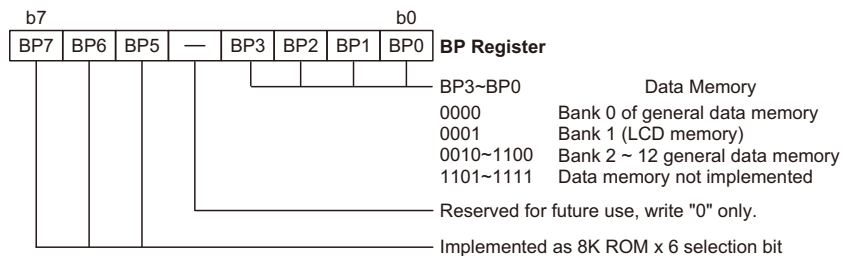 b7 b0
BP7 BP6 BP5 — BP3 BP2 BP1 BP0 BP Register
BP3~BP0 Data Memory
0000 Bank 0 of general data memory
0001 Bank 1 (LCD memory)
0010~1100 Bank 2 ~ 12 general data memory
1101~1111 Data memory not implemented
Reserved for future use, write "0" only.
Implemented as 8K ROM x 6 selection bit